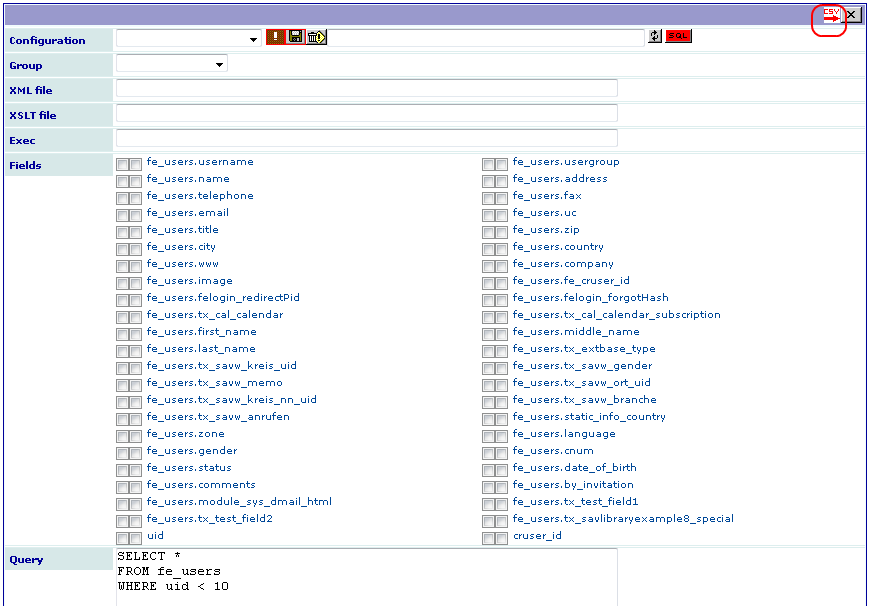 CSV
Configuration
SQL
Group
XML file
XSLT file
Exec
Fields
fe_users.username fe_users.usergroup
fe_users.name fe_users.address
fe_users.telephone fe_users.fax
fe_users.email fe_users.uc
fe_users.title fe_users.zip
fe_users.city fe_users.country
fe_users.www fe_users.company
fe_users.image fe_users.fe_cruser_id
fe_users.felogin_redirectPid fe_users.felogin_forgotHash
fe_users.tx_cal_calendar fe_users.tx_cal_calendar_subscription
fe_users.first_name fe_users.middle_name
fe_users.last_name fe_users.tx_extbase_type
fe_users.tx_savw_kreis_uid fe_users.tx_savw_gender
fe_users.tx_savw_memo fe_users.tx_savw_ort_uid
fe_users.tx_savw_kreis_nn_uid fe_users.tx_savw_branche
fe_users.tx_savw_anrufen fe_users.static_info_country
fe_users.zone fe_users.language
fe_users.gender fe_users.cnum
fe_users.status fe_users.date_of_birth
fe_users.comments fe_users.by_invitation
fe_users.module_sys_dmail_html fe_users.tx_test_field1
fe_users.tx_test_field2 fe_users.tx_savlibraryexample8_special
uid cruser_id
Query
SELECT *
FROM fe_users
WHERE uid < 10